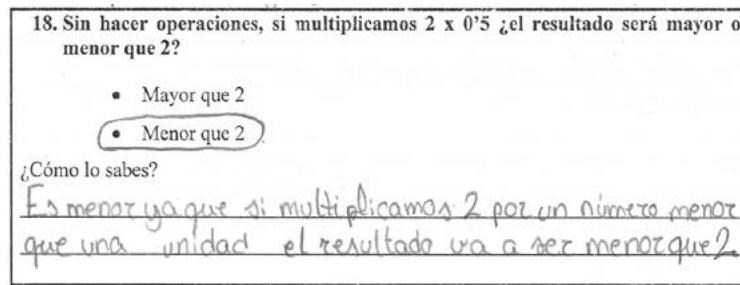 18. Sin hacer operaciones, si multiplicamos 2 x 0’5 ¿el resultado será mayor o
menor que 2?
• Mayor que 2
• Menor que 2
¿Cómo lo sabes?
Es menor ya que si multiplicamos 2 por un número menor
que una unidad el resultado va a ser menor que 2